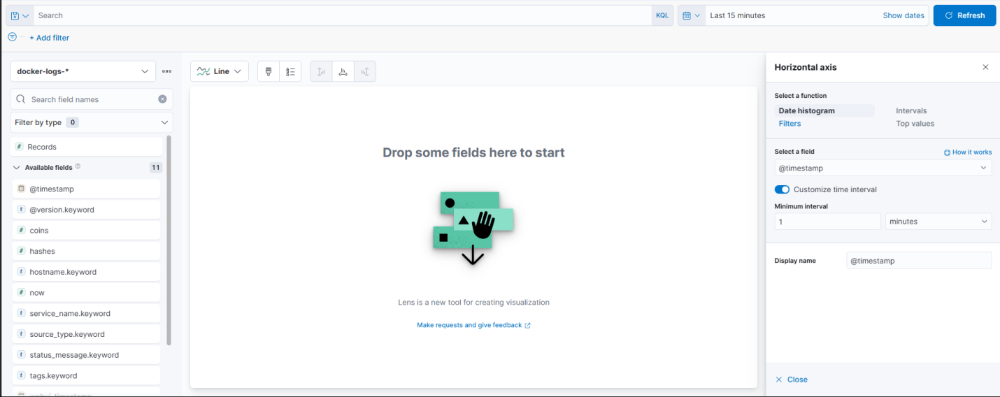 Search
KQL
Last 15 minutes
Show dates
Refresh
+ Add filter
docker-logs-*
Search field names
Filter by type 0
# Records
Available fields 11
@timestamp
t @version.keyword
# coins
# hashes
t hostname.keyword
# now
t service_name.keyword
t source_type.keyword
t status_message.keyword
t tags.keyword
Line
Drop some fields here to start
Lens is a new tool for creating visualization
Make requests and give feedback
Horizontal axis
Select a function
Date histogram
Intervals
Filters
Top values
Select a field
How it works
@timestamp
Customize time interval
Minimum interval
1
minutes
Display name
@timestamp
Close